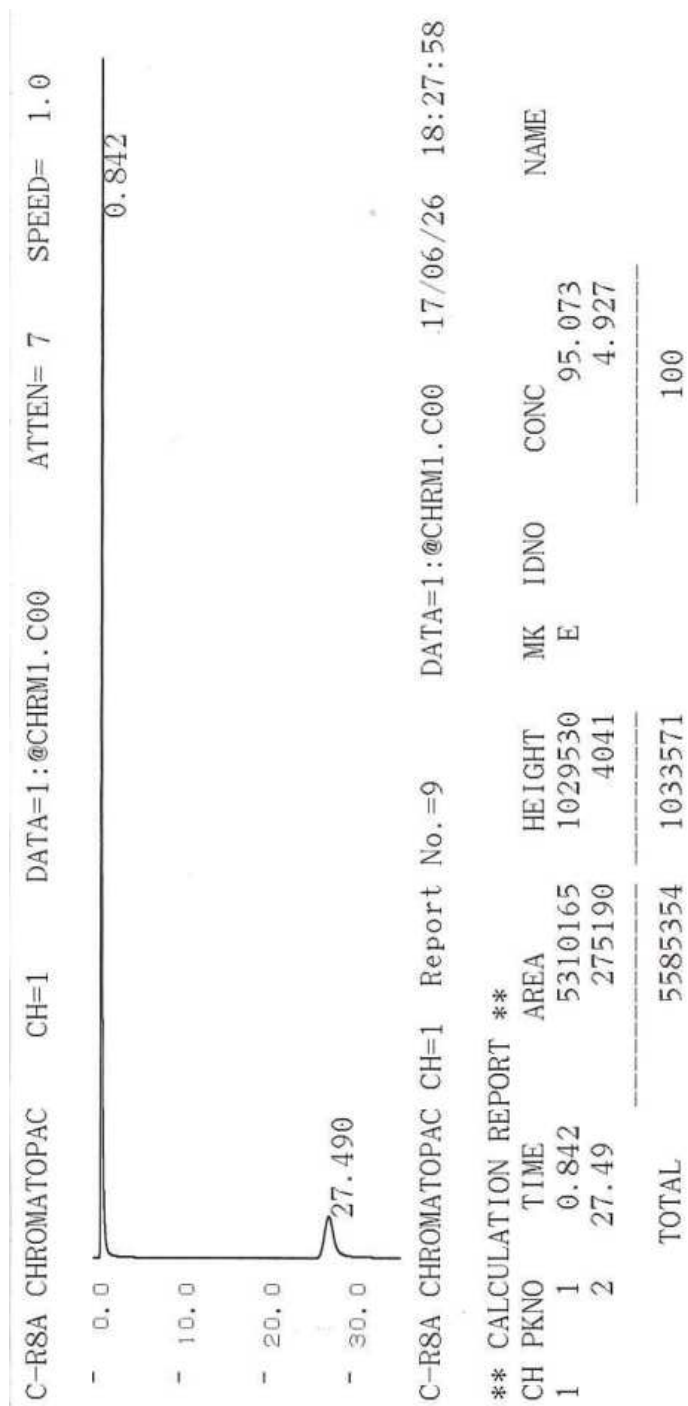 C-R8A CHROMATOPAC CH=1 DATA=1:@CHRM1.C00 ATTEN= 7 SPEED= 1.0
0.0
0.842
10.0
20.0
27.490
30.0
C-R8A CHROMATOPAC CH=1 Report No.=9 DATA=1:@CHRM1.C00 17/06/26 18:27:58
** CALCULATION REPORT **
CH PKNO TIME AREA HEIGHT MK IDNO CONC NAME
1 1 0.842 5310165 1029530 E 95.073
2 27.49 275190 4041 4.927
TOTAL 5585354 1033571 100